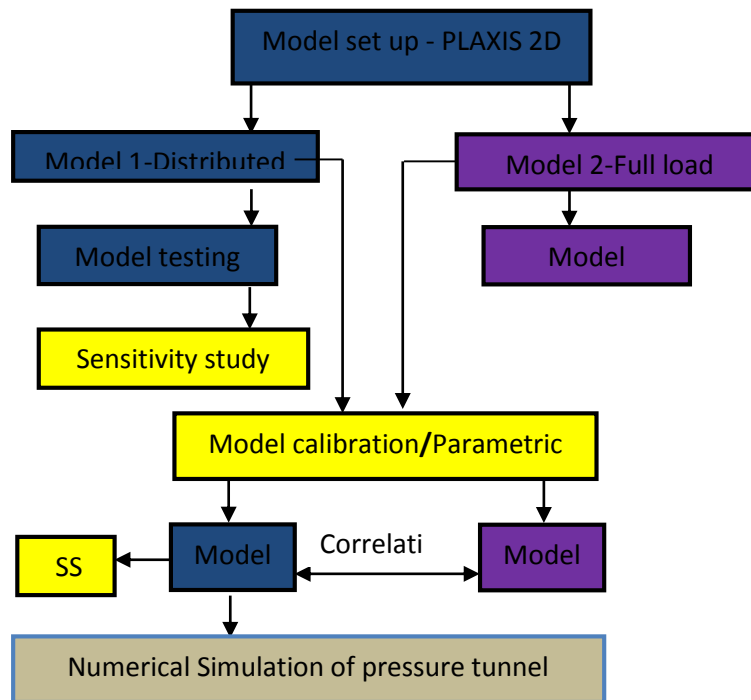 Model set up - PLAXIS 2D
Model 1-Distributed
Model 2-Full load
Model testing
Model
Sensitivity study
Model calibration/Parametric
SS
Model
Correlati
Model
Numerical Simulation of pressure tunnel